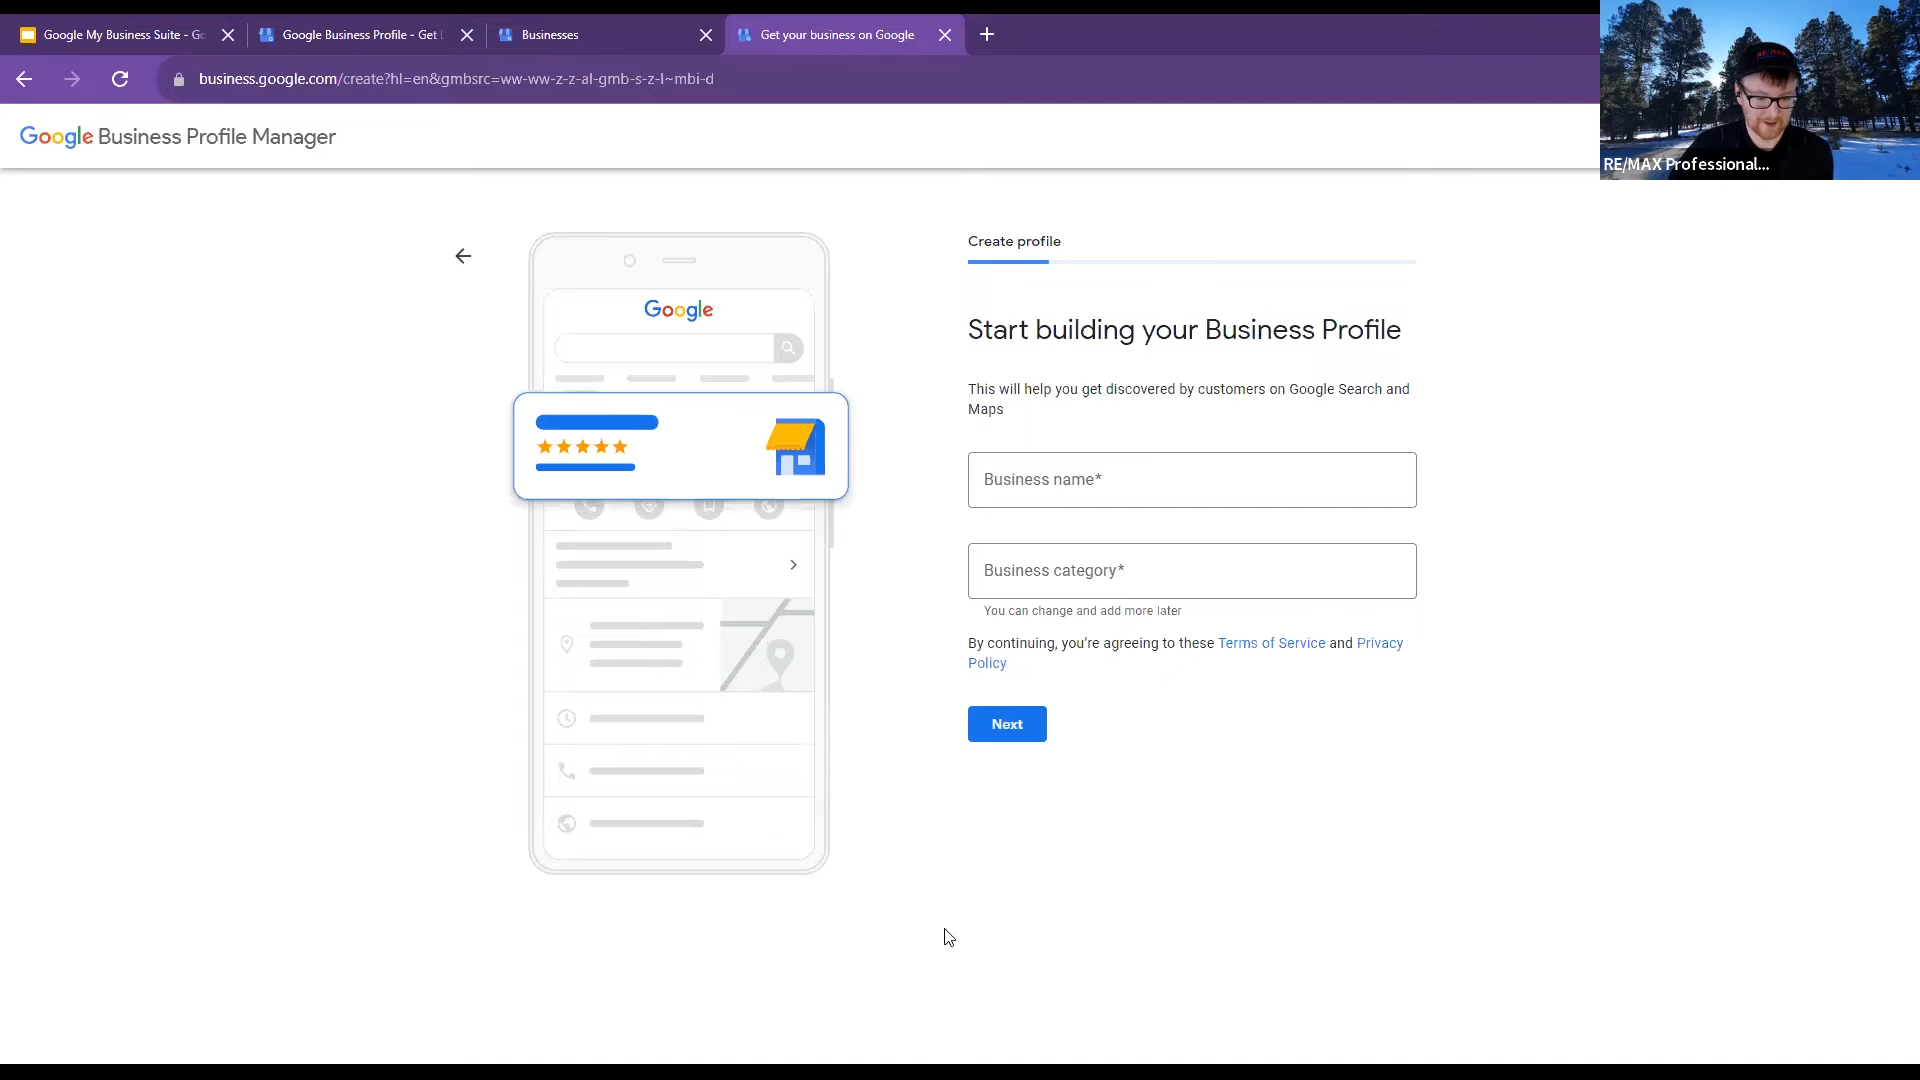 Google My Business Suite - Go
Google Business Profile - Get L
Businesses
Get your business on Google
business.google.com/create?hl=en&gmbsrc=ww-ww-z-z-al-gmb-s-z-l~mbi-d
Google Business Profile Manager
RE/MAX
RE/MAX Professional...
Google
Create profile
Start building your Business Profile
This will help you get discovered by customers on Google Search and
Maps
Business name*
Business category*
You can change and add more later
By continuing, you're agreeing to these Terms of Service and Privacy
Policy
Next